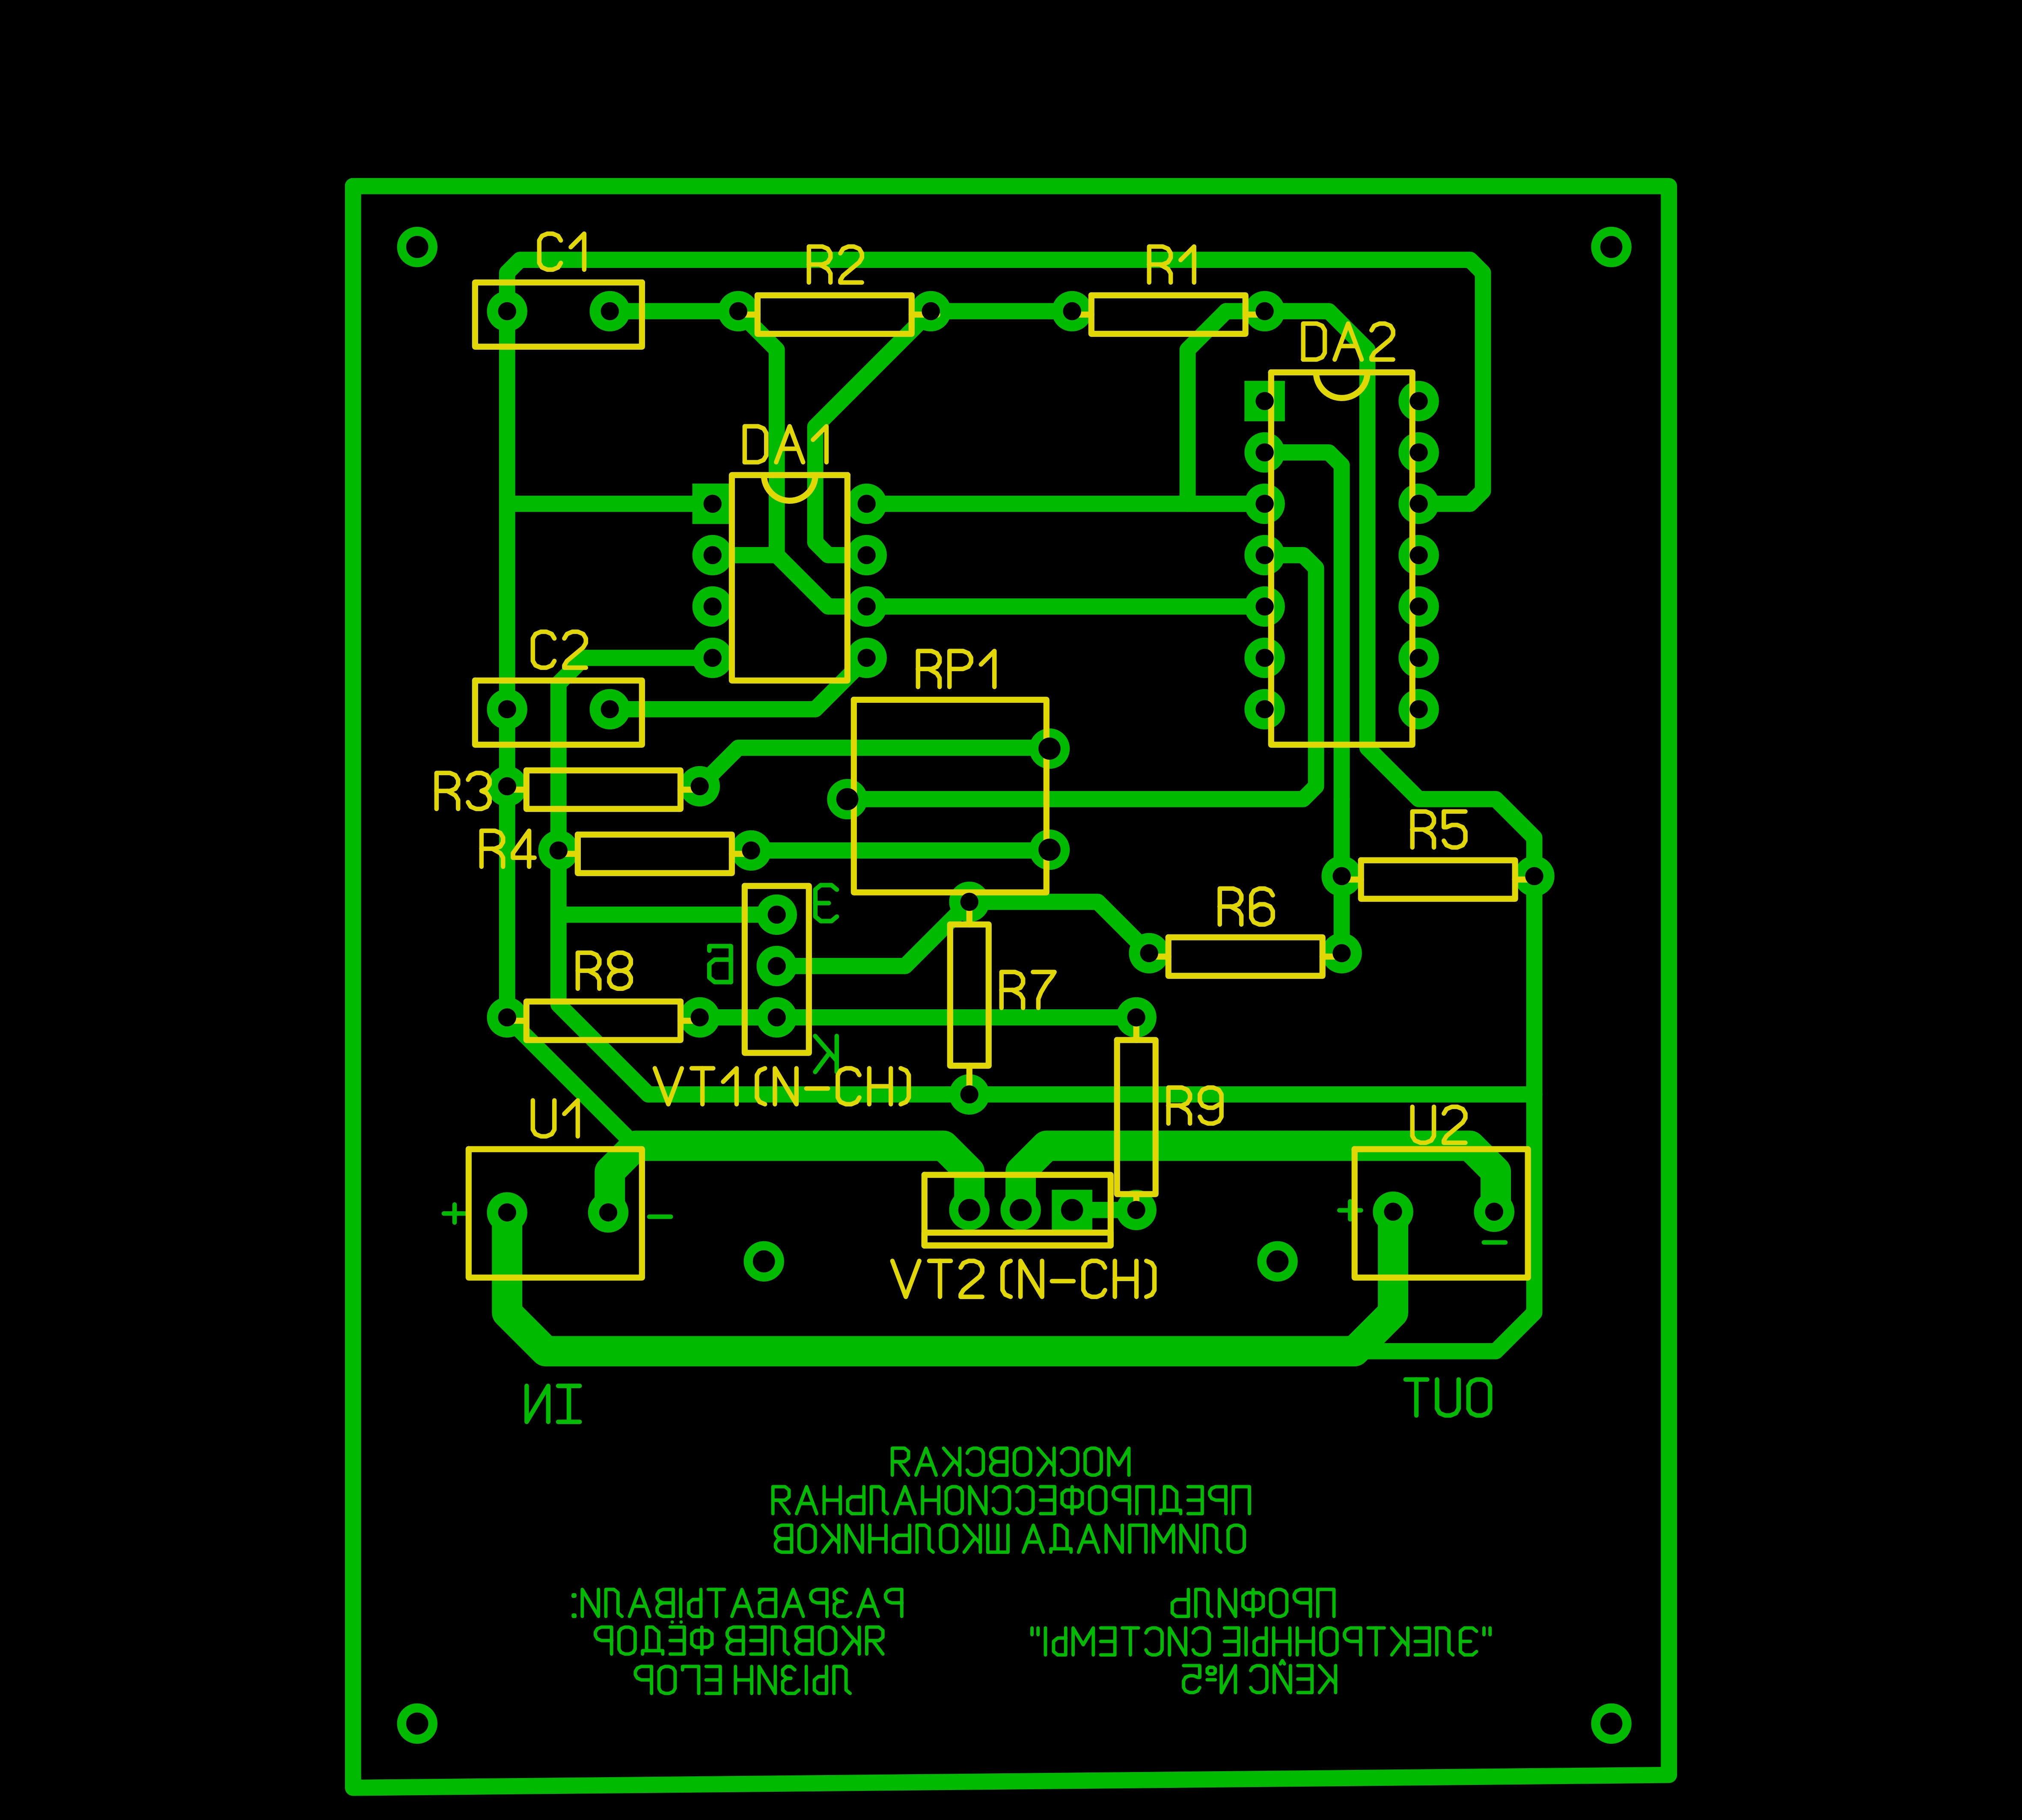 C1
R2
R1
DA2
DA1
C2
RP1
R3
R5
R4
Э
R6
Б
R8
R7
К
VT1(N-CH)
R9
U1
U2
+
-
+
-
VT2(N-CH)
IN
OUT
МОСКОВСКАЯ
ПРЕДПРОФЕССИОНАЛЬНАЯ
ОЛИМПИАДА ШКОЛЬНИКОВ
РАЗРАБАТЫВАЛИ:
ЯКОВЛЕВ ФЁДОР
ЛЫЗИН ЕГОР
ПРОФИЛЬ
"ЭЛЕКТРОННЫЕ СИСТЕМЫ"
КЕЙС №5